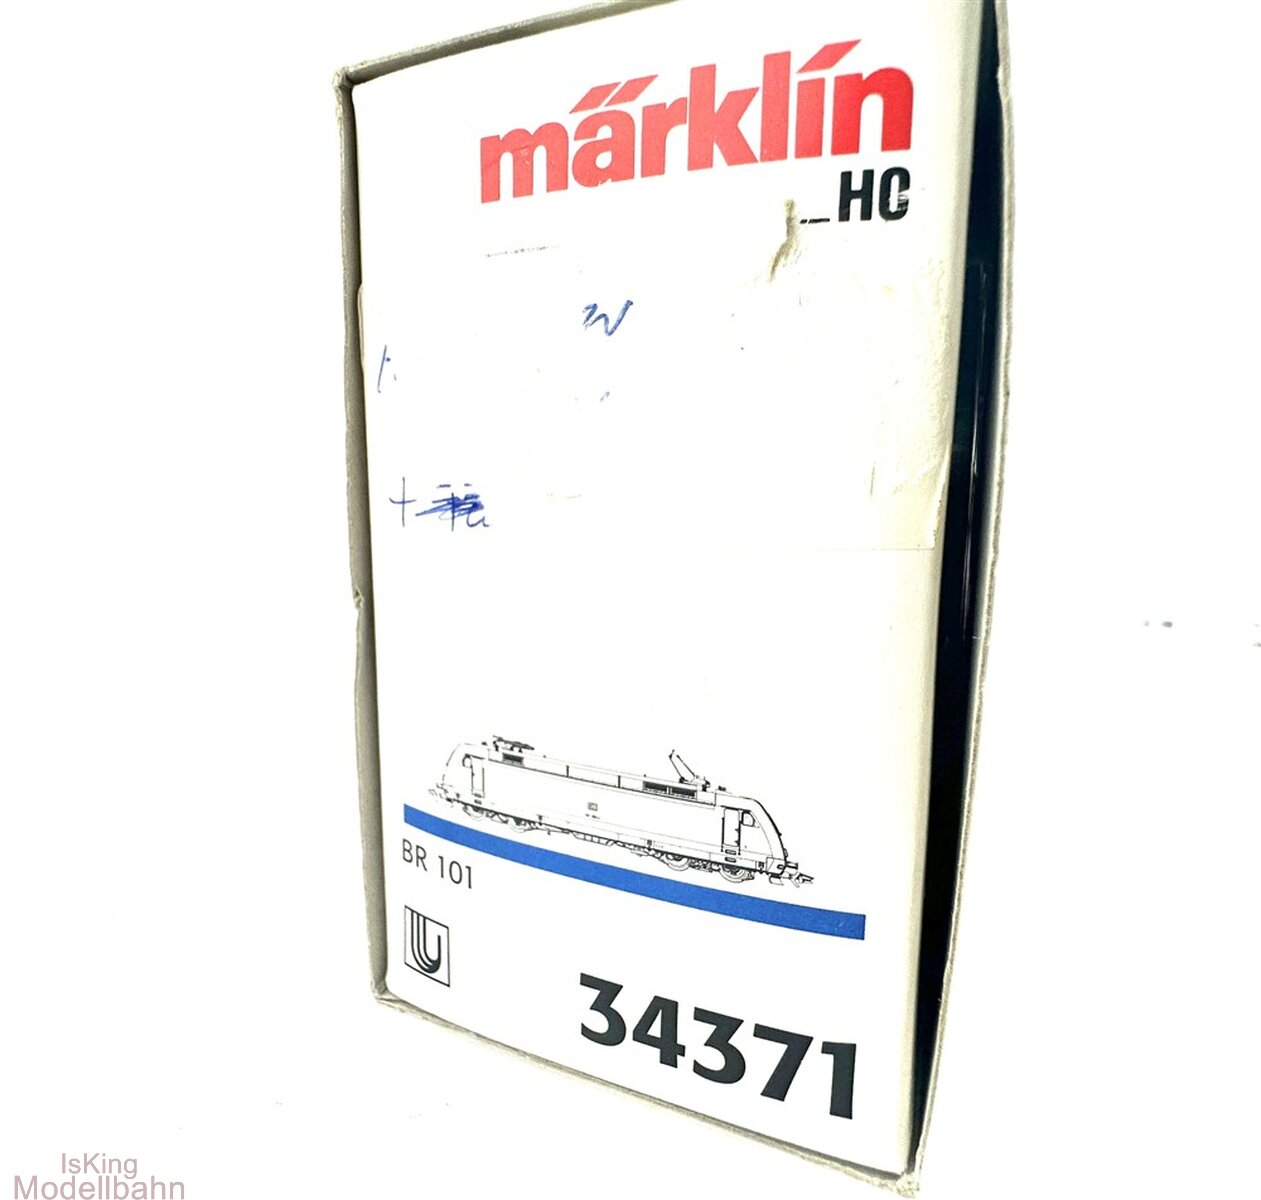 märklin
HO
BR 101
34371
IsKing
Modellbahn